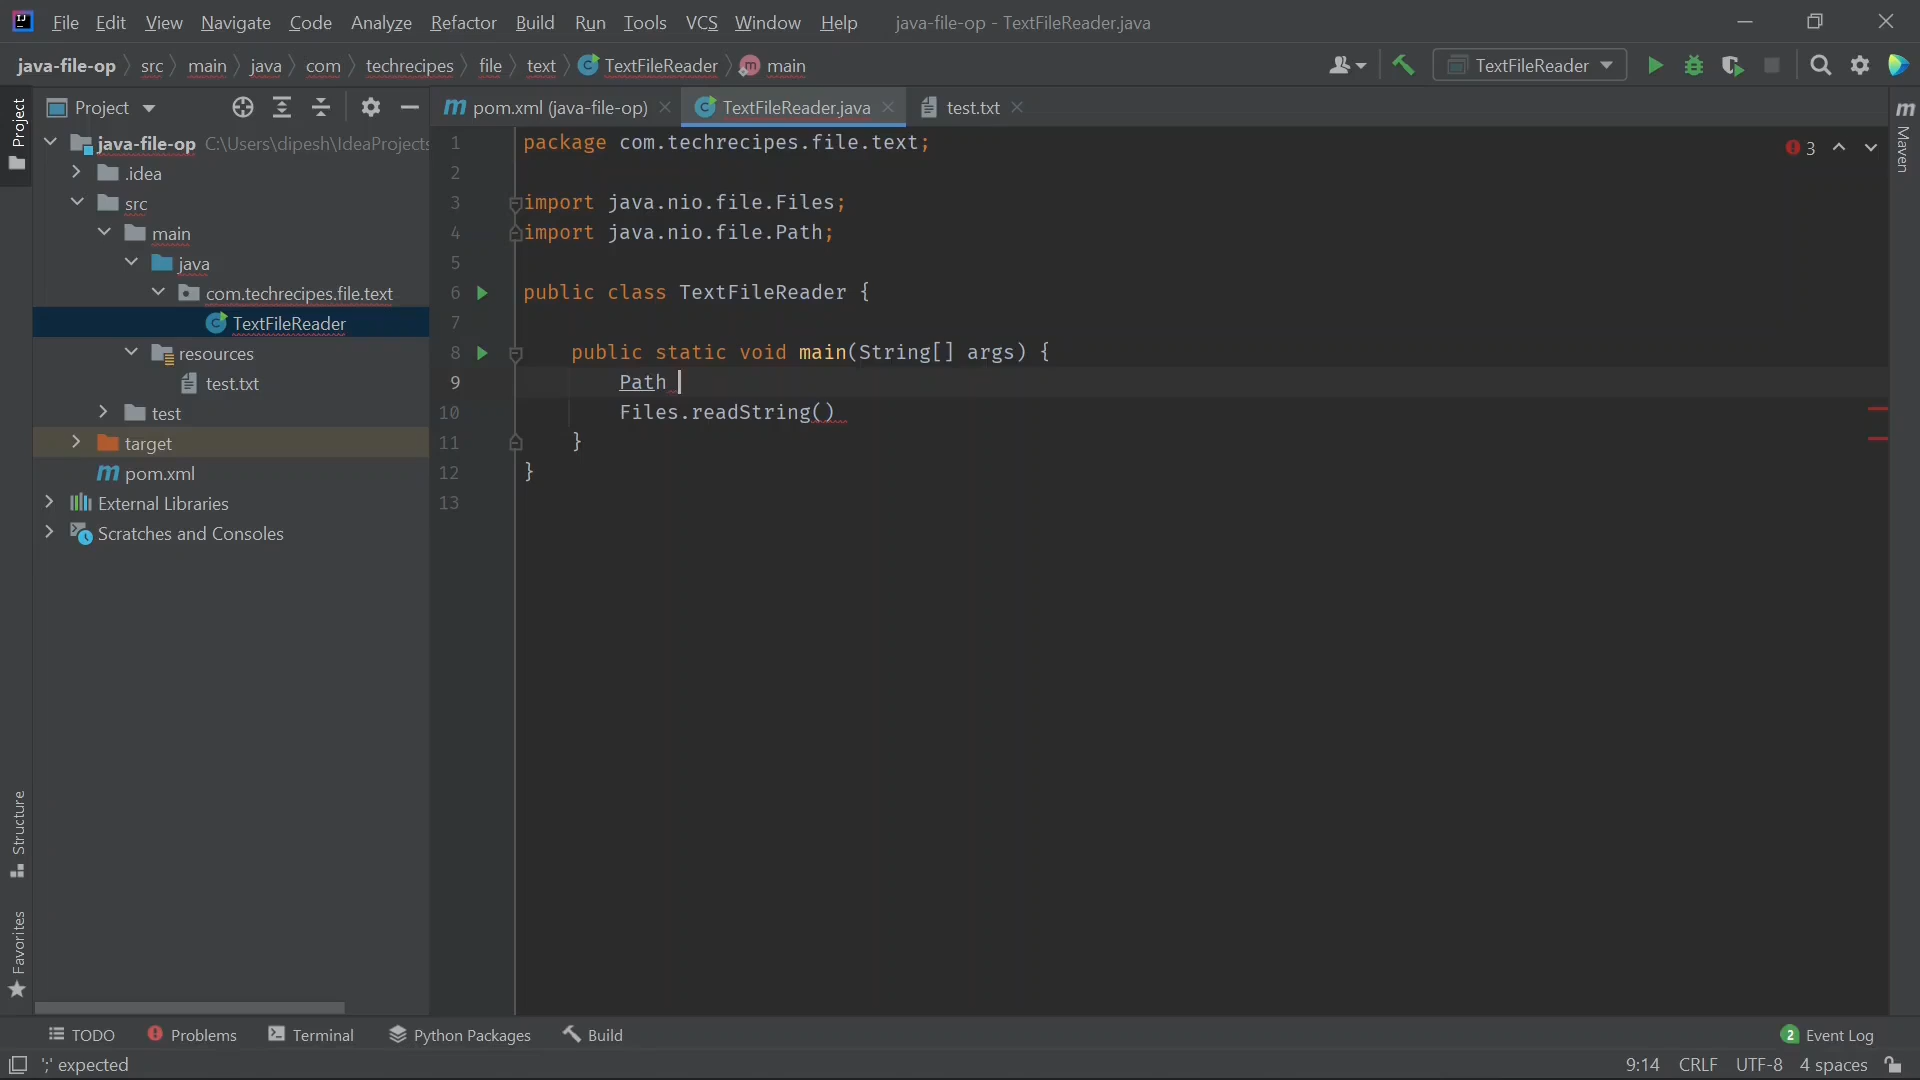 File Edit View Navigate Code Analyze Refactor Build Run Tools VCS Window Help java-file-op - TextFileReader.java
java-file-op src main java com techrecipes file text TextFileReader main TextFileReader
Project pom.xml (java-file-op) TextFileReader.java test.txt
Project
Maven
java-file-op C:\Users\dipesh\IdeaProjects
.idea
src
main
java
com.techrecipes.file.text
TextFileReader
resources
test.txt
test
target
pom.xml
External Libraries
Scratches and Consoles
1 package com.techrecipes.file.text;
3
2
3 import java.nio.file.Files;
4 import java.nio.file.Path;
5
6 public class TextFileReader {
7
8 public static void main(String[] args) {
9 Path
10 Files.readString()
11 }
12 }
13
Structure
Favorites
TODO Problems Terminal Python Packages Build 2 Event Log
';' expected 9:14 CRLF UTF-8 4 spaces